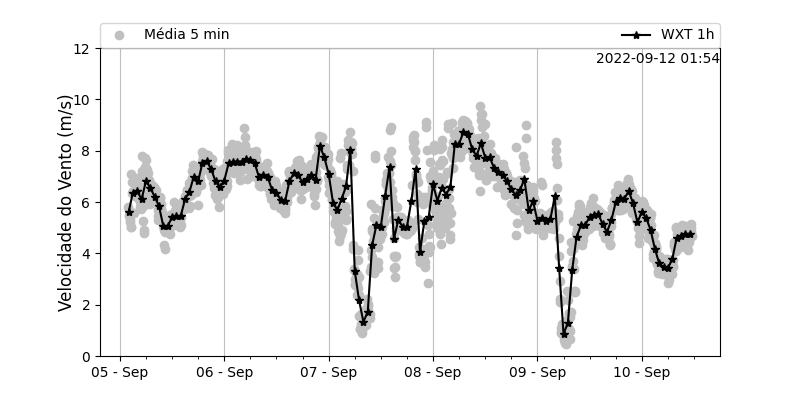 Média 5 min
WXT 1h
2022-09-12 01:54
Velocidade do Vento (m/s)
12
10
8
6
4
2
0
05 - Sep
06 - Sep
07 - Sep
08 - Sep
09 - Sep
10 - Sep